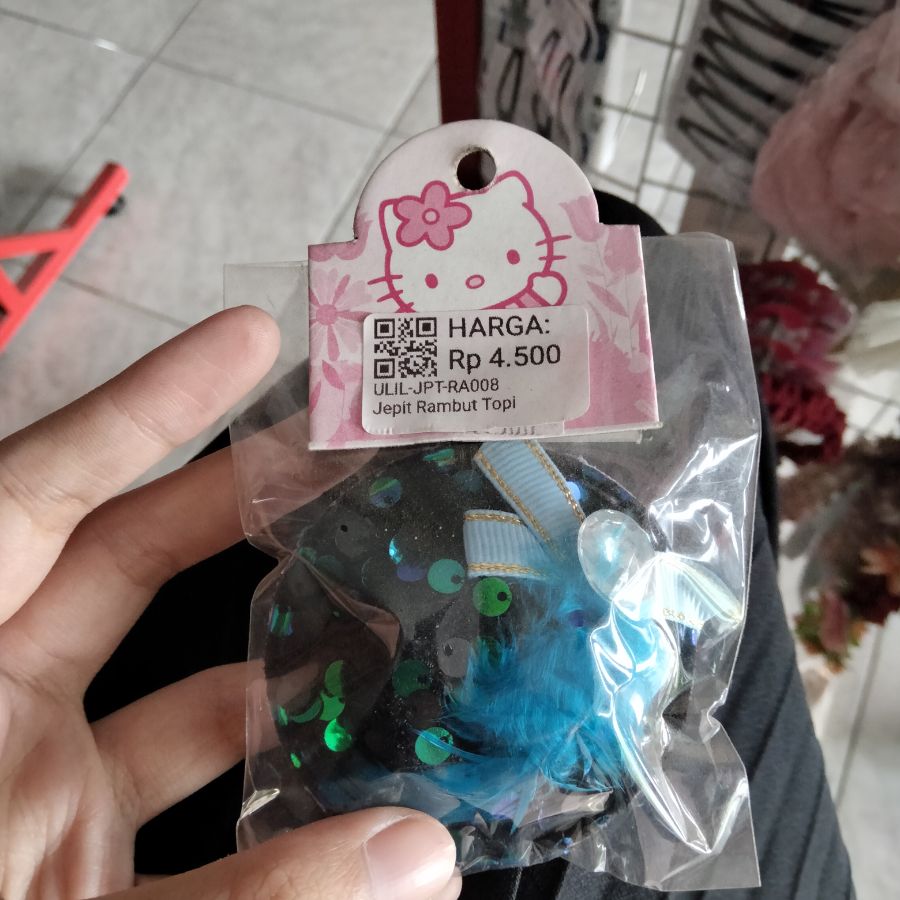 HARGA:
Rp 4.500
ULIL-JPT-RA008
Jepit Rambut Topi